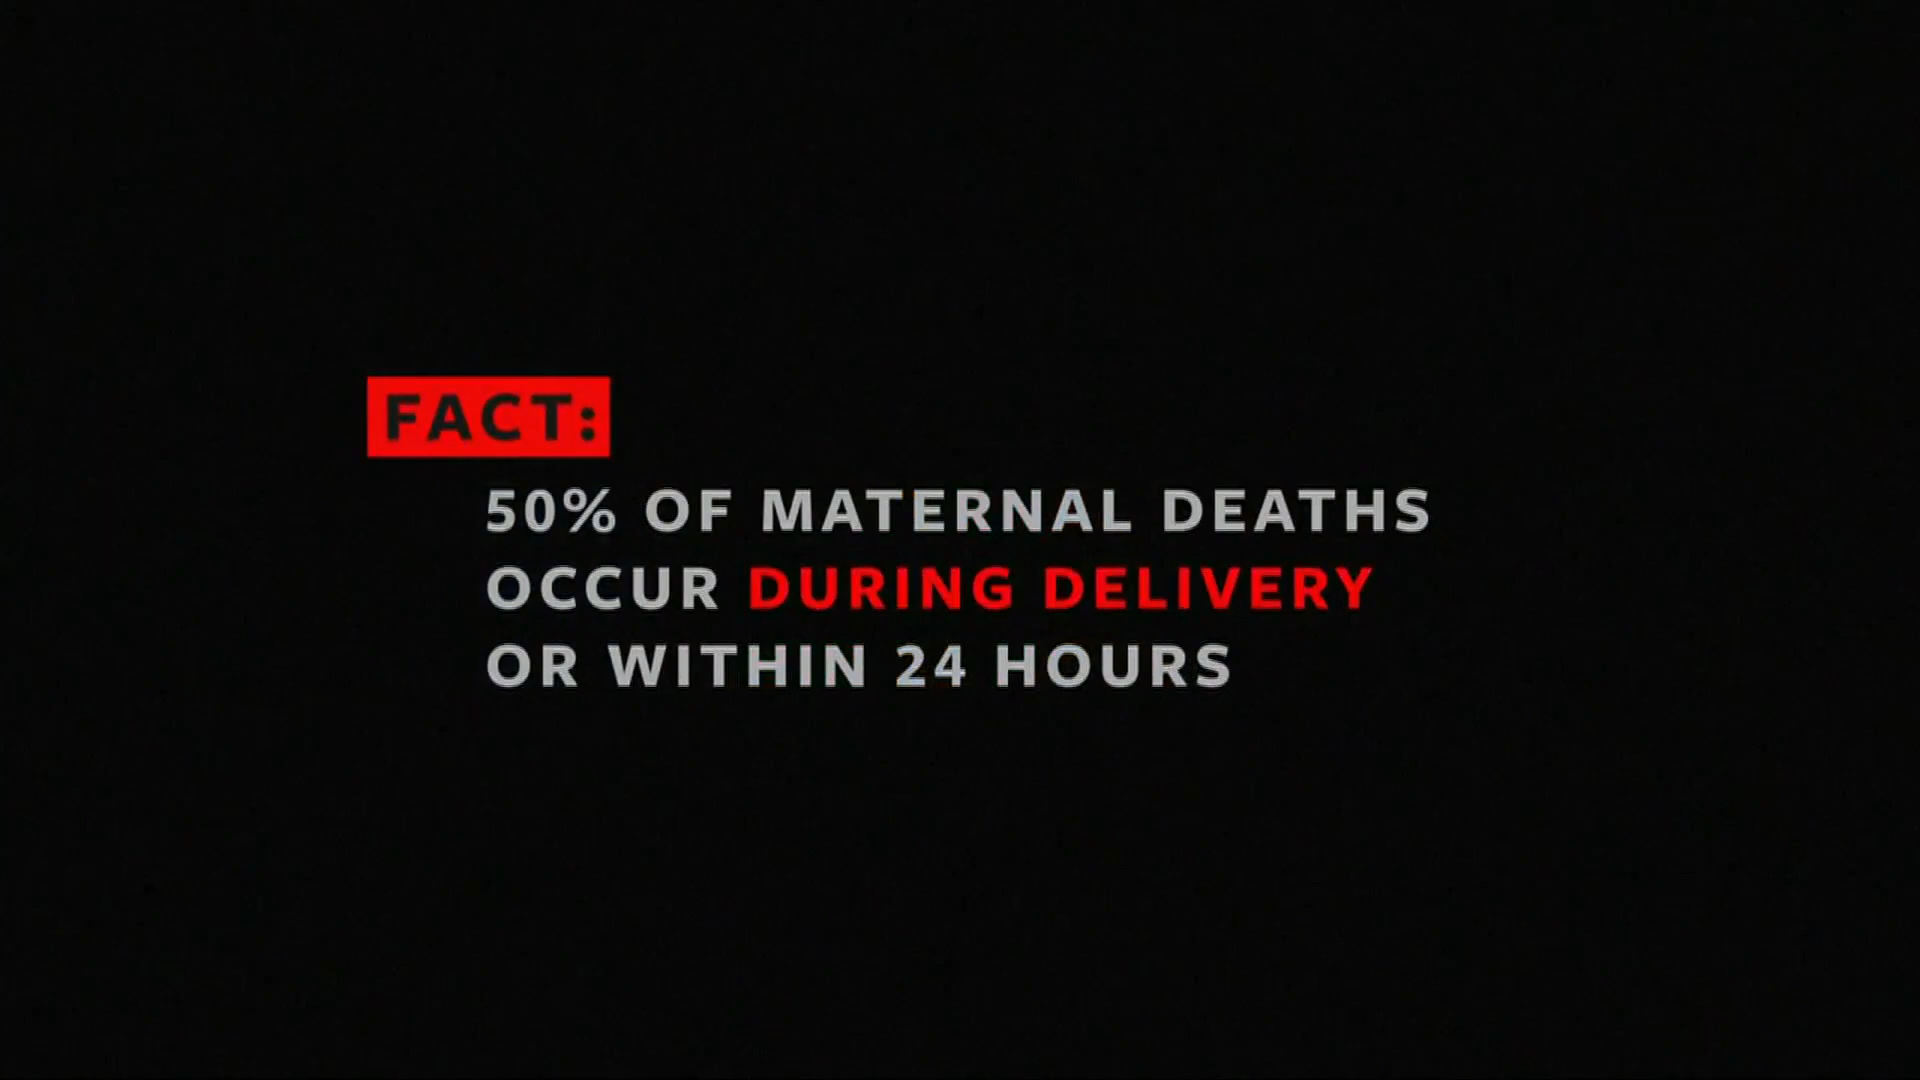 FACT:
50% OF MATERNAL DEATHS
OCCUR DURING DELIVERY
OR WITHIN 24 HOURS